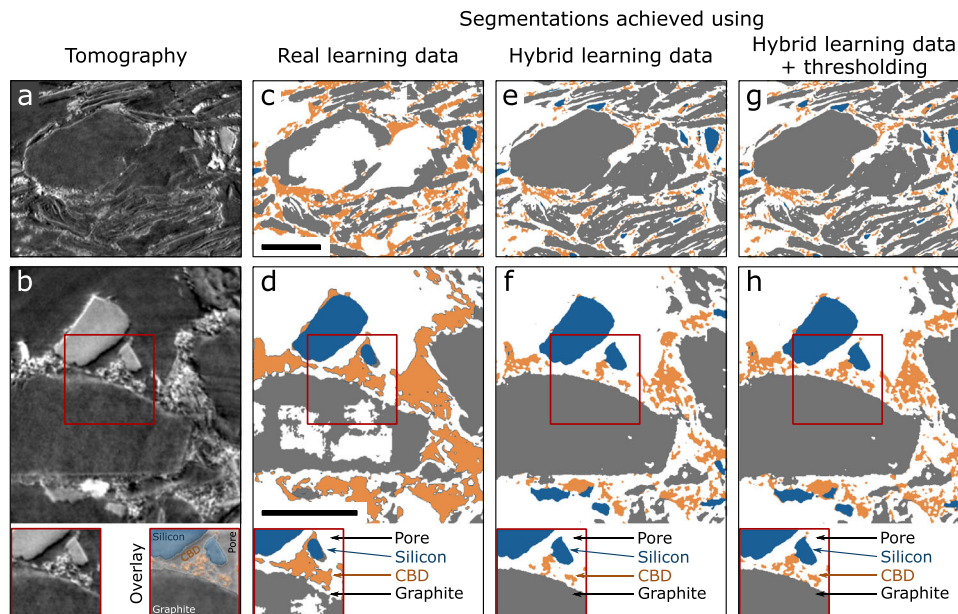 Segmentations achieved using
Tomography
Real learning data
Hybrid learning data
Hybrid learning data
+ thresholding
a
c
e
g
b
d
f
h
Overlay
Silicon
CBD
Pore
Graphite
Pore
Silicon
CBD
Graphite
Pore
Silicon
CBD
Graphite
Pore
Silicon
CBD
Graphite